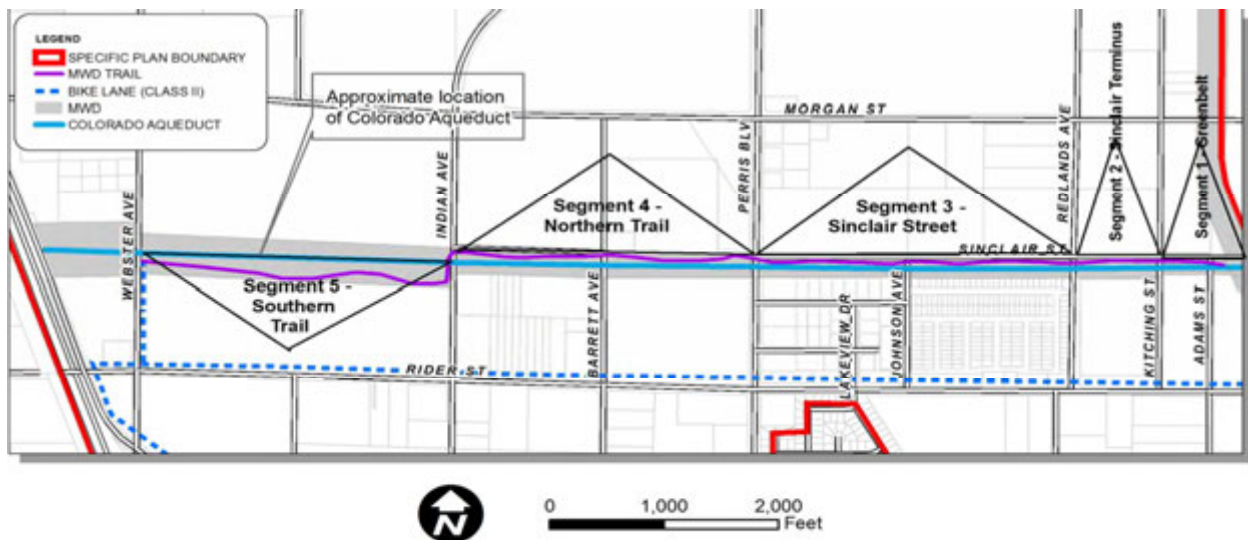 LEGEND
SPECIFIC PLAN BOUNDARY
MWD TRAIL
BIKE LANE (CLASS II)
MWD
COLORADO AQUEDUCT
Approximate location
of Colorado Aqueduct
MORGAN ST
WEBSTER AVE
INDIAN AVE
PERRIS BLV
REDLANDS AVE
Segment 2 - Sinclair Terminus
Segment 1 - Greenbelt
Segment 4 -
Northern Trail
Segment 3 -
Sinclair Street
SINCLAIR ST
Segment 5 -
Southern
Trail
BARRETT AVE
LAKEVIEW DR
JOHNSON AVE
KITCHING ST
ADAMS ST
RIDER ST
N
0 1,000 2,000
Feet